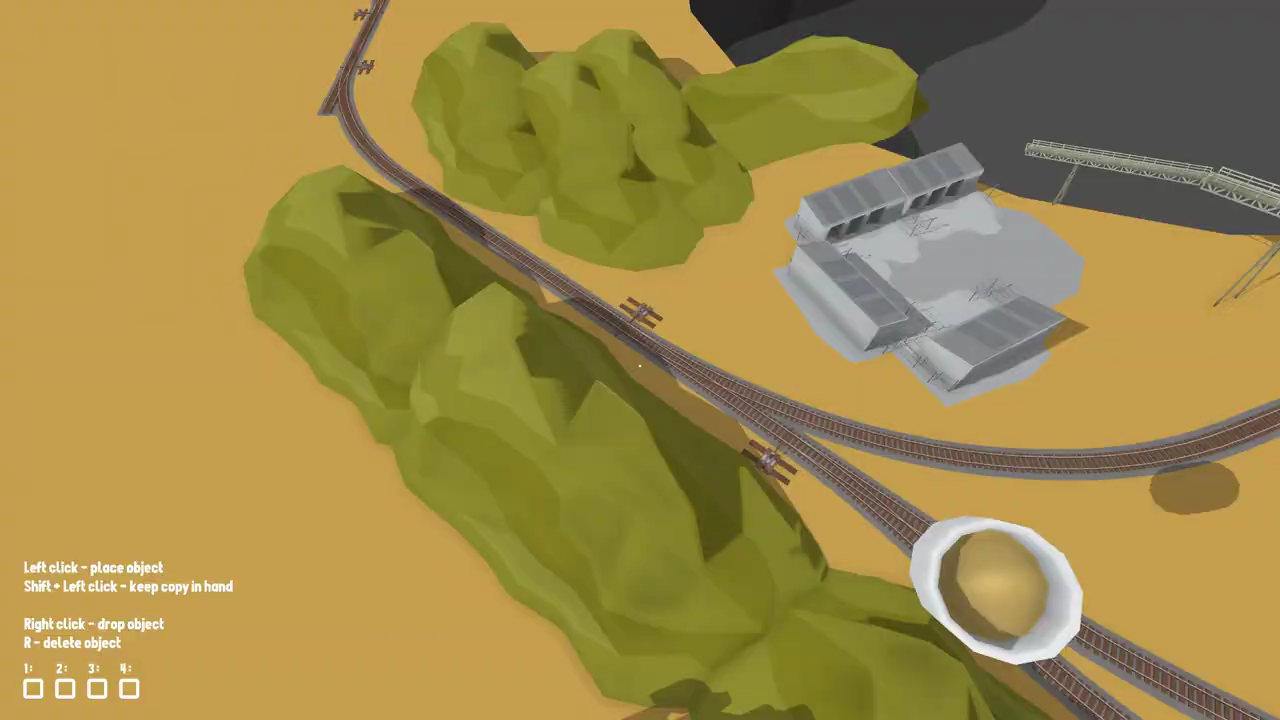 Left click - place object
Shift + Left click - keep copy in hand
Right click - drop object
R - delete object
1: 2: 3: 4: